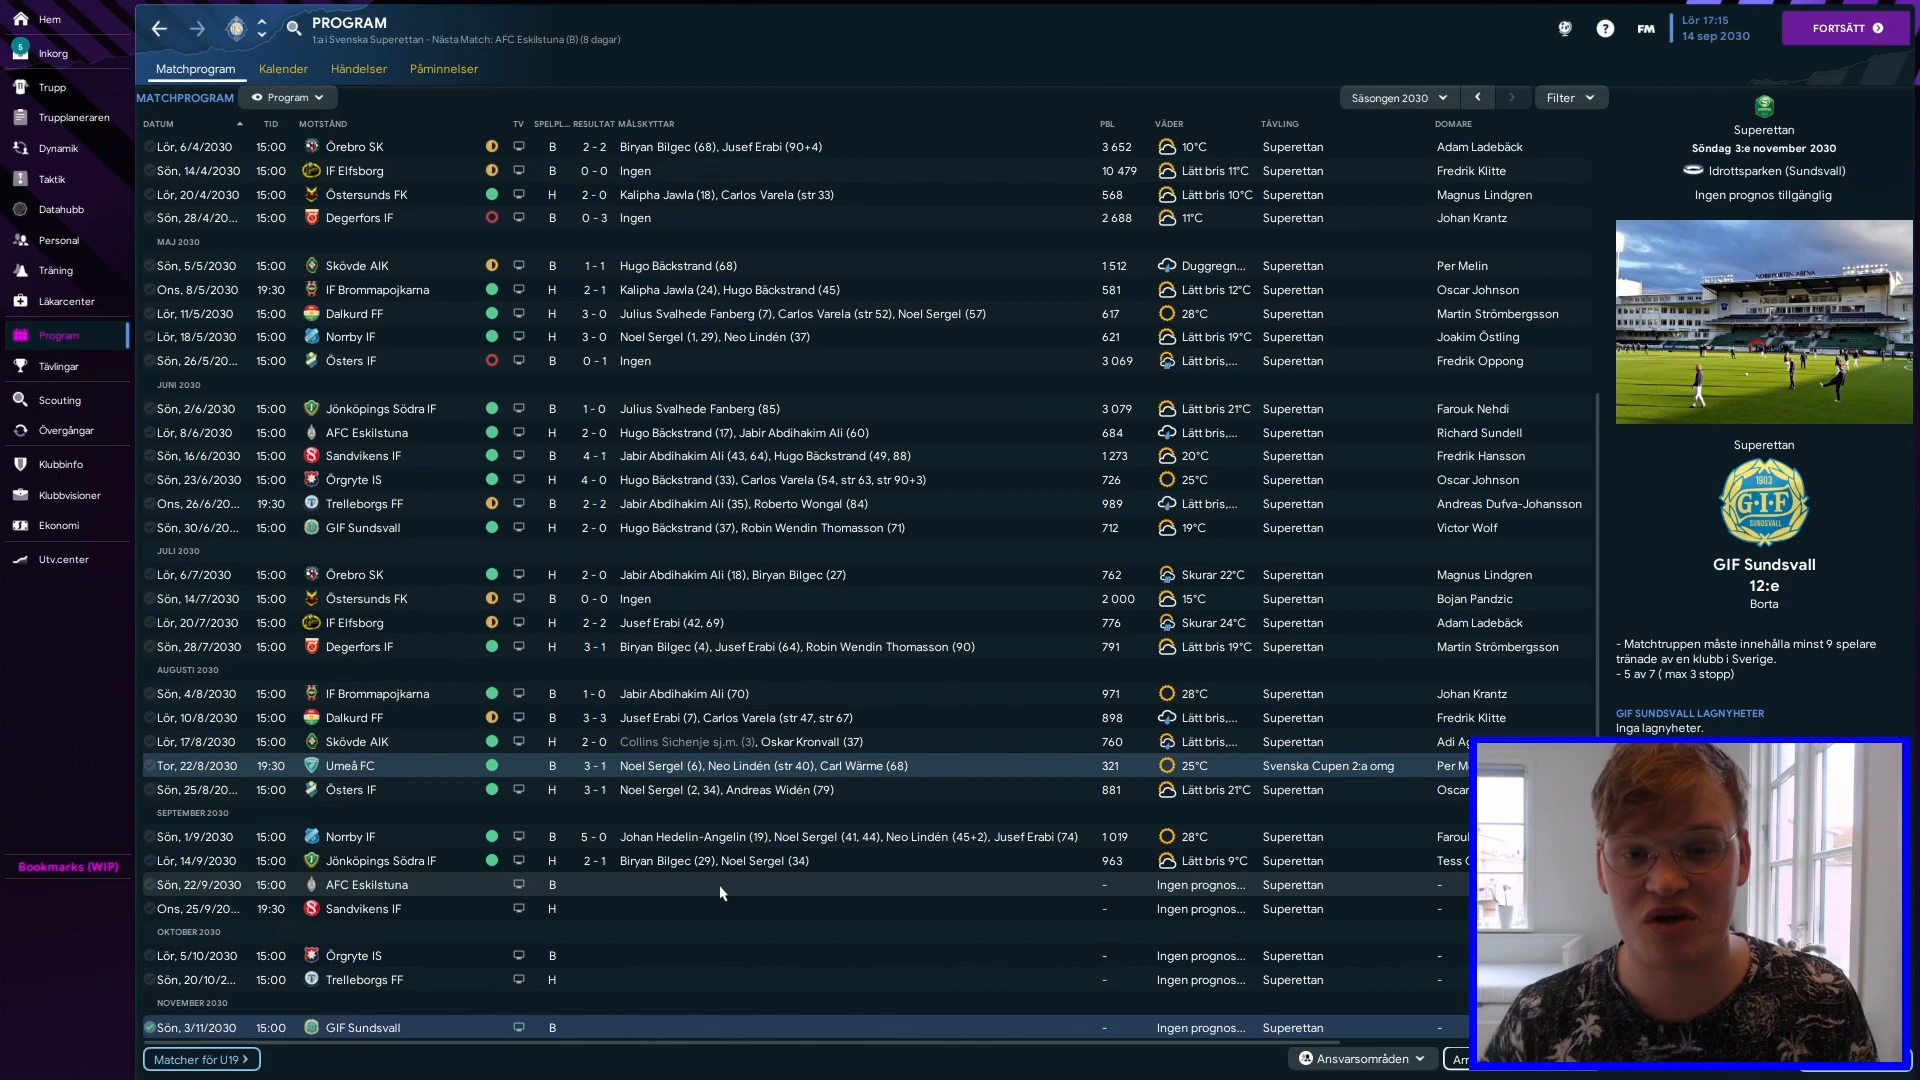 Hem
5
Inkorg
Trupp
Trupplaneraren
Dynamik
Taktik
Datahubb
Personal
Träning
Läkarcenter
Program
Tävlingar
Scouting
Övergångar
Klubbinfo
Klubbvisioner
Ekonomi
Utv.center
Bookmarks (WIP)
PROGRAM
1:a i Svenska Superettan - Nästa Match: AFC Eskilstuna (B) (8 dagar)
FM
Lör 17:15
14 sep 2030
FORTSÄTT
Matchprogram Kalender Händelser Påminnelser
MATCHPROGRAM Program Säsongen 2030 Filter
DATUM TID MOTSTÅND TV SPELPL... RESULTAT MÅLSKYTTAR PBL VÄDER TÄVLING DOMARE
Lör, 6/4/2030 15:00 Örebro SK B 2 - 2 Biryan Bilgec (68), Jusef Erabi (90+4) 3 652 10°C Superettan Adam Ladebäck
Sön, 14/4/2030 15:00 IF Elfsborg B 0 - 0 Ingen 10 479 Lätt bris 11°C Superettan Fredrik Klitte
Lör, 20/4/2030 15:00 Östersunds FK H 2 - 0 Kalipha Jawla (18), Carlos Varela (str 33) 568 Lätt bris 10°C Superettan Magnus Lindgren
Sön, 28/4/20... 15:00 Degerfors IF B 0 - 3 Ingen 2 688 11°C Superettan Johan Krantz
MAJ 2030
Sön, 5/5/2030 15:00 Skövde AIK B 1 - 1 Hugo Bäckstrand (68) 1 512 Duggregn... Superettan Per Melin
Ons, 8/5/2030 19:30 IF Brommapojkarna H 2 - 1 Kalipha Jawla (24), Hugo Bäckstrand (45) 581 Lätt bris 12°C Superettan Oscar Johnson
Lör, 11/5/2030 15:00 Dalkurd FF H 3 - 0 Julius Svalhede Fanberg (7), Carlos Varela (str 52), Noel Sergel (57) 617 28°C Superettan Martin Strömbergsson
Lör, 18/5/2030 15:00 Norrby IF H 3 - 0 Noel Sergel (1, 29), Neo Lindén (37) 621 Lätt bris 19°C Superettan Joakim Östling
Sön, 26/5/20... 15:00 Östers IF B 0 - 1 Ingen 3 069 Lätt bris,... Superettan Fredrik Oppong
JUNI 2030
Sön, 2/6/2030 15:00 Jönköpings Södra IF B 1 - 0 Julius Svalhede Fanberg (85) 3 079 Lätt bris 21°C Superettan Farouk Nehdi
Lör, 8/6/2030 15:00 AFC Eskilstuna H 2 - 0 Hugo Bäckstrand (17), Jabir Abdihakim Ali (60) 684 Lätt bris,... Superettan Richard Sundell
Sön, 16/6/2030 15:00 Sandvikens IF B 4 - 1 Jabir Abdihakim Ali (43, 64), Hugo Bäckstrand (49, 88) 1 273 20°C Superettan Fredrik Hansson
Sön, 23/6/2030 15:00 Örgryte IS H 4 - 0 Hugo Bäckstrand (33), Carlos Varela (54, str 63, str 90+3) 726 25°C Superettan Oscar Johnson
Ons, 26/6/20... 19:30 Trelleborgs FF B 2 - 2 Jabir Abdihakim Ali (35), Roberto Wongal (84) 989 Lätt bris,... Superettan Andreas Dufva-Johansson
Sön, 30/6/20... 15:00 GIF Sundsvall H 2 - 0 Hugo Bäckstrand (37), Robin Wendin Thomasson (71) 712 19°C Superettan Victor Wolf
JULI 2030
Lör, 6/7/2030 15:00 Örebro SK H 2 - 0 Jabir Abdihakim Ali (18), Biryan Bilgec (27) 762 Skurar 22°C Superettan Magnus Lindgren
Sön, 14/7/2030 15:00 Östersunds FK B 0 - 0 Ingen 2 000 15°C Superettan Bojan Pandzic
Lör, 20/7/2030 15:00 IF Elfsborg H 2 - 2 Jusef Erabi (42, 69) 776 Skurar 24°C Superettan Adam Ladebäck
Sön, 28/7/2030 15:00 Degerfors IF H 3 - 1 Biryan Bilgec (4), Jusef Erabi (64), Robin Wendin Thomasson (90) 791 Lätt bris 19°C Superettan Martin Strömbergsson
AUGUSTI 2030
Sön, 4/8/2030 15:00 IF Brommapojkarna B 1 - 0 Jabir Abdihakim Ali (70) 971 28°C Superettan Johan Krantz
Lör, 10/8/2030 15:00 Dalkurd FF B 3 - 3 Jusef Erabi (7), Carlos Varela (str 47, str 67) 898 Lätt bris,... Superettan Fredrik Klitte
Lör, 17/8/2030 15:00 Skövde AIK H 2 - 0 Collins Sichenje sj.m. (3), Oskar Kronvall (37) 760 Lätt bris,... Superettan Adi
Tor, 22/8/2030 19:30 Umeå FC B 3 - 1 Noel Sergel (6), Neo Lindén (str 40), Carl Wärme (68) 321 25°C Svenska Cupen 2:a omg Per
Sön, 25/8/20... 15:00 Östers IF H 3 - 1 Noel Sergel (2, 34), Andreas Widén (79) 881 Lätt bris 21°C Superettan Oscar
SEPTEMBER 2030
Sön, 1/9/2030 15:00 Norrby IF B 5 - 0 Johan Hedelin-Angelin (19), Noel Sergel (41, 44), Neo Lindén (45+2), Jusef Erabi (74) 1 019 28°C Superettan
Lör, 14/9/2030 15:00 Jönköpings Södra IF H 2 - 1 Biryan Bilgec (29), Noel Sergel (34) 963 Lätt bris 9°C Superettan Tess
Sön, 22/9/2030 15:00 AFC Eskilstuna B - Ingen prognos... Superettan -
Ons, 25/9/20... 19:30 Sandvikens IF H - Ingen prognos... Superettan -
OKTOBER 2030
Lör, 5/10/2030 15:00 Örgryte IS B - Ingen prognos... Superettan -
Sön, 20/10/2... 15:00 Trelleborgs FF H - Ingen prognos... Superettan -
NOVEMBER 2030
Sön, 3/11/2030 15:00 GIF Sundsvall B - Ingen prognos... Superettan -
Matcher för U19 Ansvarsområden
Superettan
Söndag 3:e november 2030
Idrottsparken (Sundsvall)
Ingen prognos tillgänglig
NORRPORTEN ARENA
Superettan
1903
G.I.F
SUNDSVALL
GIF Sundsvall
12:e
Borta
- Matchtruppen måste innehålla minst 9 spelare
tränade av en klubb i Sverige.
- 5 av 7 ( max 3 stopp)
GIF SUNDSVALL LAGNYHETER
Inga lagnyheter.